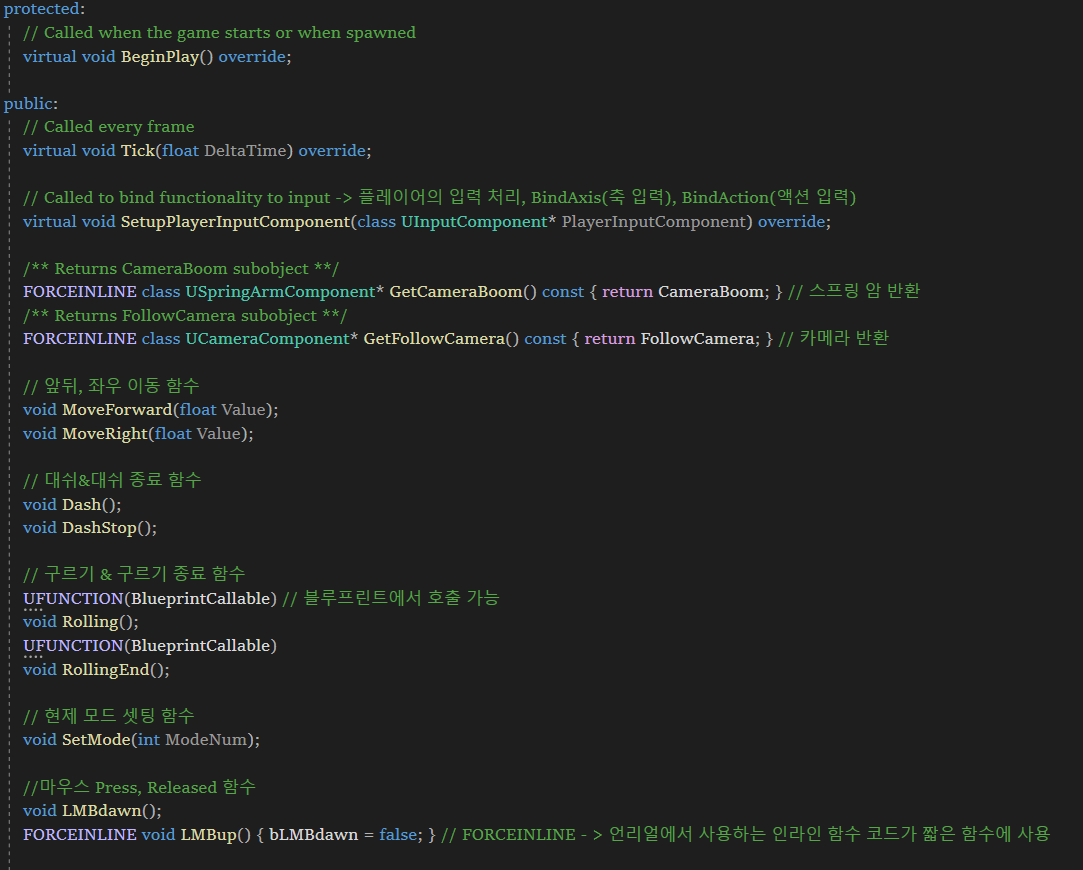 protected:
// Called when the game starts or when spawned
virtual void BeginPlay() override;
public:
// Called every frame
virtual void Tick(float DeltaTime) override;
// Called to bind functionality to input -> 플레이어의 입력 처리, BindAxis(축 입력), BindAction(액션 입력)
virtual void SetupPlayerInputComponent(class UInputComponent* PlayerInputComponent) override;
/** Returns CameraBoom subobject **/
FORCEINLINE class USpringArmComponent* GetCameraBoom() const { return CameraBoom; } // 스프링 암 반환
/** Returns FollowCamera subobject **/
FORCEINLINE class UCameraComponent* GetFollowCamera() const { return FollowCamera; } // 카메라 반환
// 앞뒤, 좌우 이동 함수
void MoveForward(float Value);
void MoveRight(float Value);
// 대쉬&대쉬 종료 함수
void Dash();
void DashStop();
// 구르기 & 구르기 종료 함수
UFUNCTION(BlueprintCallable) // 블루프린트에서 호출 가능
void Rolling();
UFUNCTION(BlueprintCallable)
void RollingEnd();
// 현제 모드 셋팅 함수
void SetMode(int ModeNum);
//마우스 Press, Released 함수
void LMBdawn();
FORCEINLINE void LMBup() { bLMBdawn = false; } // FORCEINLINE - > 언리얼에서 사용하는 인라인 함수 코드가 짧은 함수에 사용